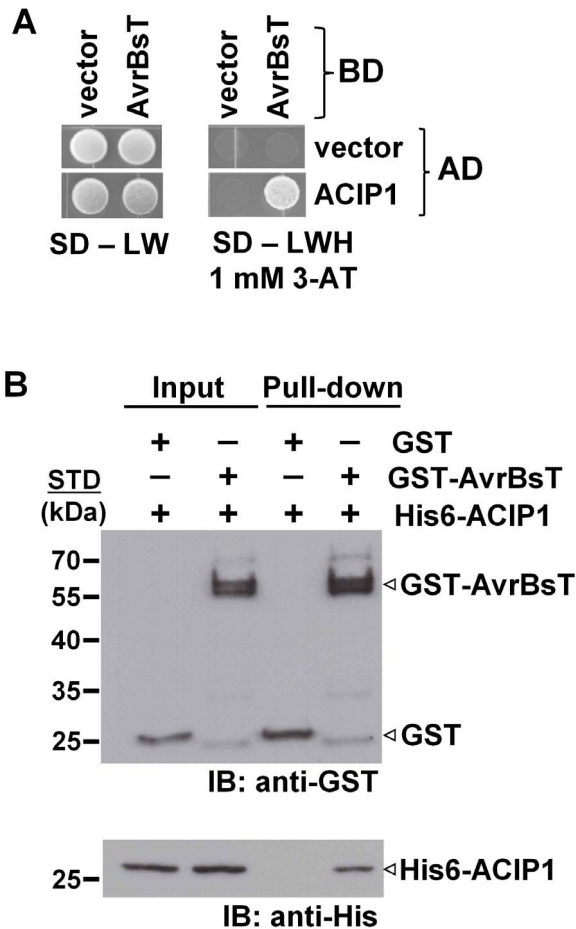 A
vector
AvrBsT
vector
AvrBsT
BD
vector
ACIP1
AD
SD – LW
SD – LWH
1 mM 3-AT
B
Input
Pull-down
+ – + – GST
STD
– + – + GST-AvrBsT
(kDa)
+ + + + His6-ACIP1
70
55
GST-AvrBsT
40
35
25
GST
IB: anti-GST
25
His6-ACIP1
IB: anti-His